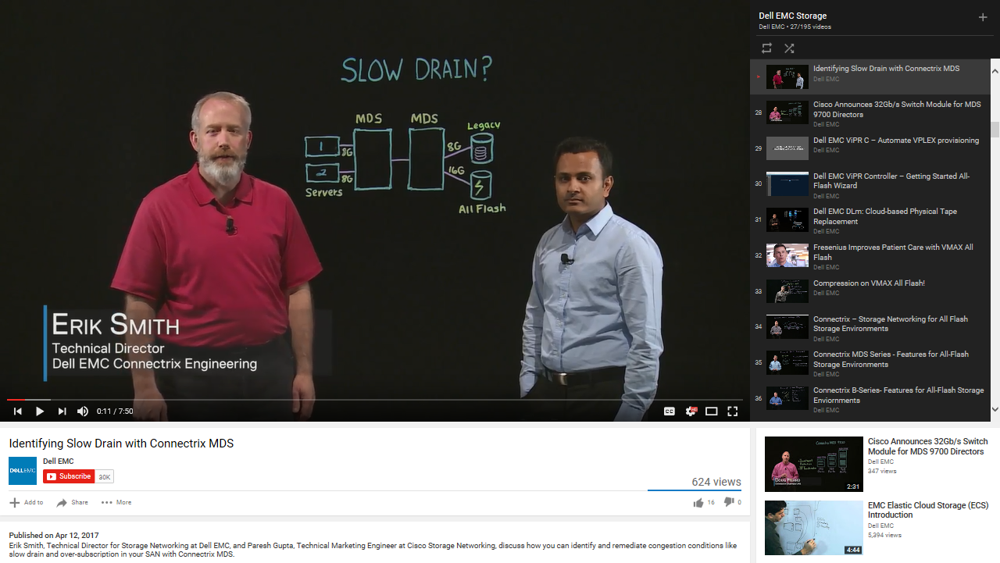 SLOW DRAIN?
MDS
MDS
Legacy
1
8G
8G
2
8G
16G
Servers
All Flash
ERIK SMITH
Technical Director
Dell EMC Connectrix Engineering
0:11 / 7:50
CC
HD
Dell EMC Storage
Dell EMC • 27/195 videos
Identifying Slow Drain with Connectrix MDS
Dell EMC
28
Cisco Announces 32Gb/s Switch Module for MDS
9700 Directors
Dell EMC
29
Dell EMC ViPR C – Automate VPLEX provisioning
Dell EMC
30
Dell EMC ViPR Controller – Getting Started All-
Flash Wizard
Dell EMC
31
Dell EMC DLm: Cloud-based Physical Tape
Replacement
Dell EMC
32
Fresenius Improves Patient Care with VMAX All
Flash
Dell EMC
33
Compression on VMAX All Flash!
Dell EMC
34
Connectrix – Storage Networking for All Flash
Storage Environments
Dell EMC
35
Connectrix MDS Series - Features for All-Flash
Storage Environments
Dell EMC
36
Connectrix B-Series- Features for All-Flash Storage
Enviornments
Dell EMC
Identifying Slow Drain with Connectrix MDS
DELL EMC
Dell EMC
Subscribe 30K
624 views
Add to Share More
16 0
Published on Apr 12, 2017
Erik Smith, Technical Director for Storage Networking at Dell EMC, and Paresh Gupta, Technical Marketing Engineer at Cisco Storage Networking, discuss how you can identify and remediate congestion conditions like
slow drain and over-subscription in your SAN with Connectrix MDS.
DOUG FIERRO
2:31
Cisco Announces 32Gb/s Switch
Module for MDS 9700 Directors
Dell EMC
347 views
4:44
EMC Elastic Cloud Storage (ECS)
Introduction
Dell EMC
5,394 views